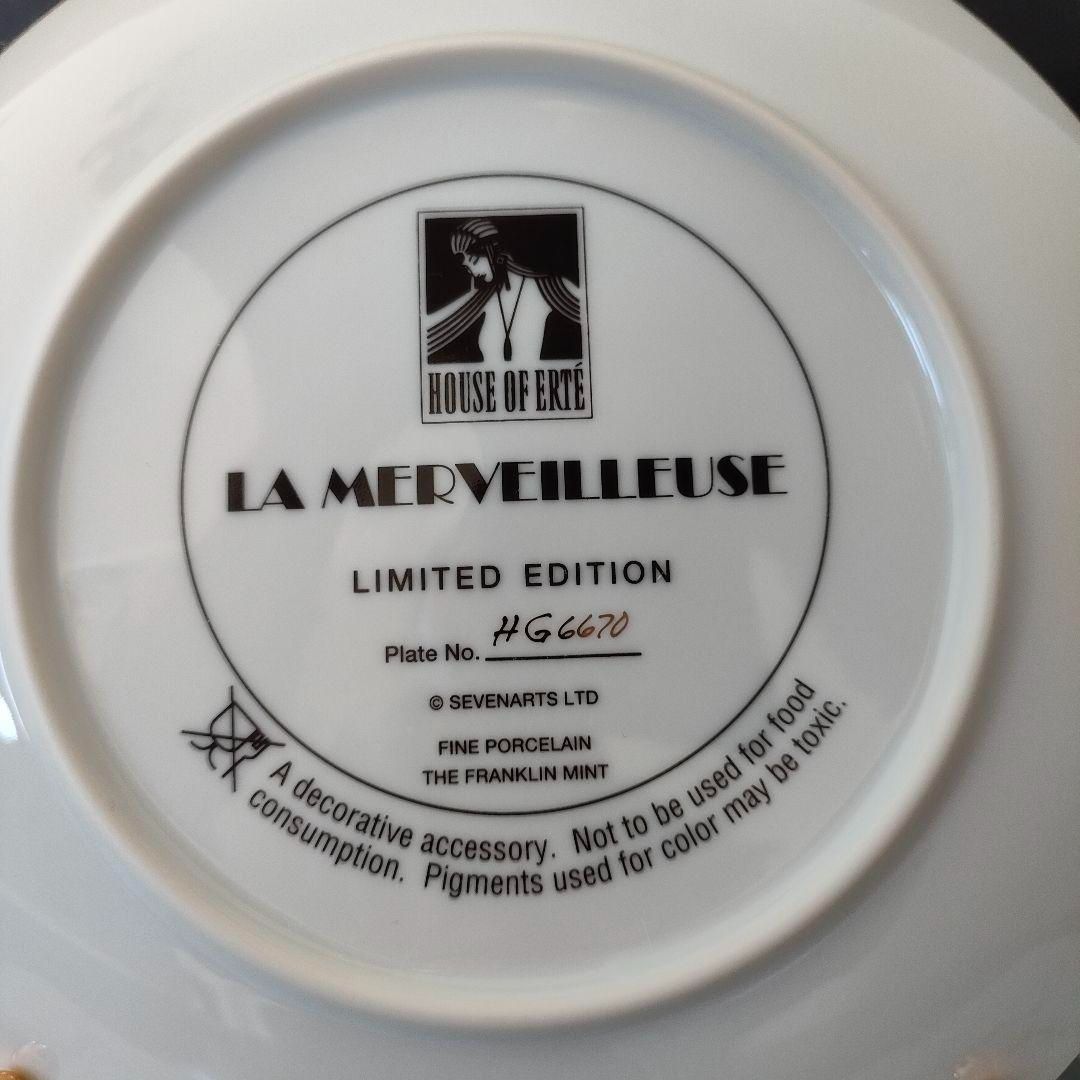 HOUSE OF ERTÉ
LA MERVEILLEUSE
LIMITED EDITION
Plate No. HG6670
© SEVENARTS LTD
FINE PORCELAIN
THE FRANKLIN MINT
A decorative accessory. Not to be used for food
consumption. Pigments used for color may be toxic.